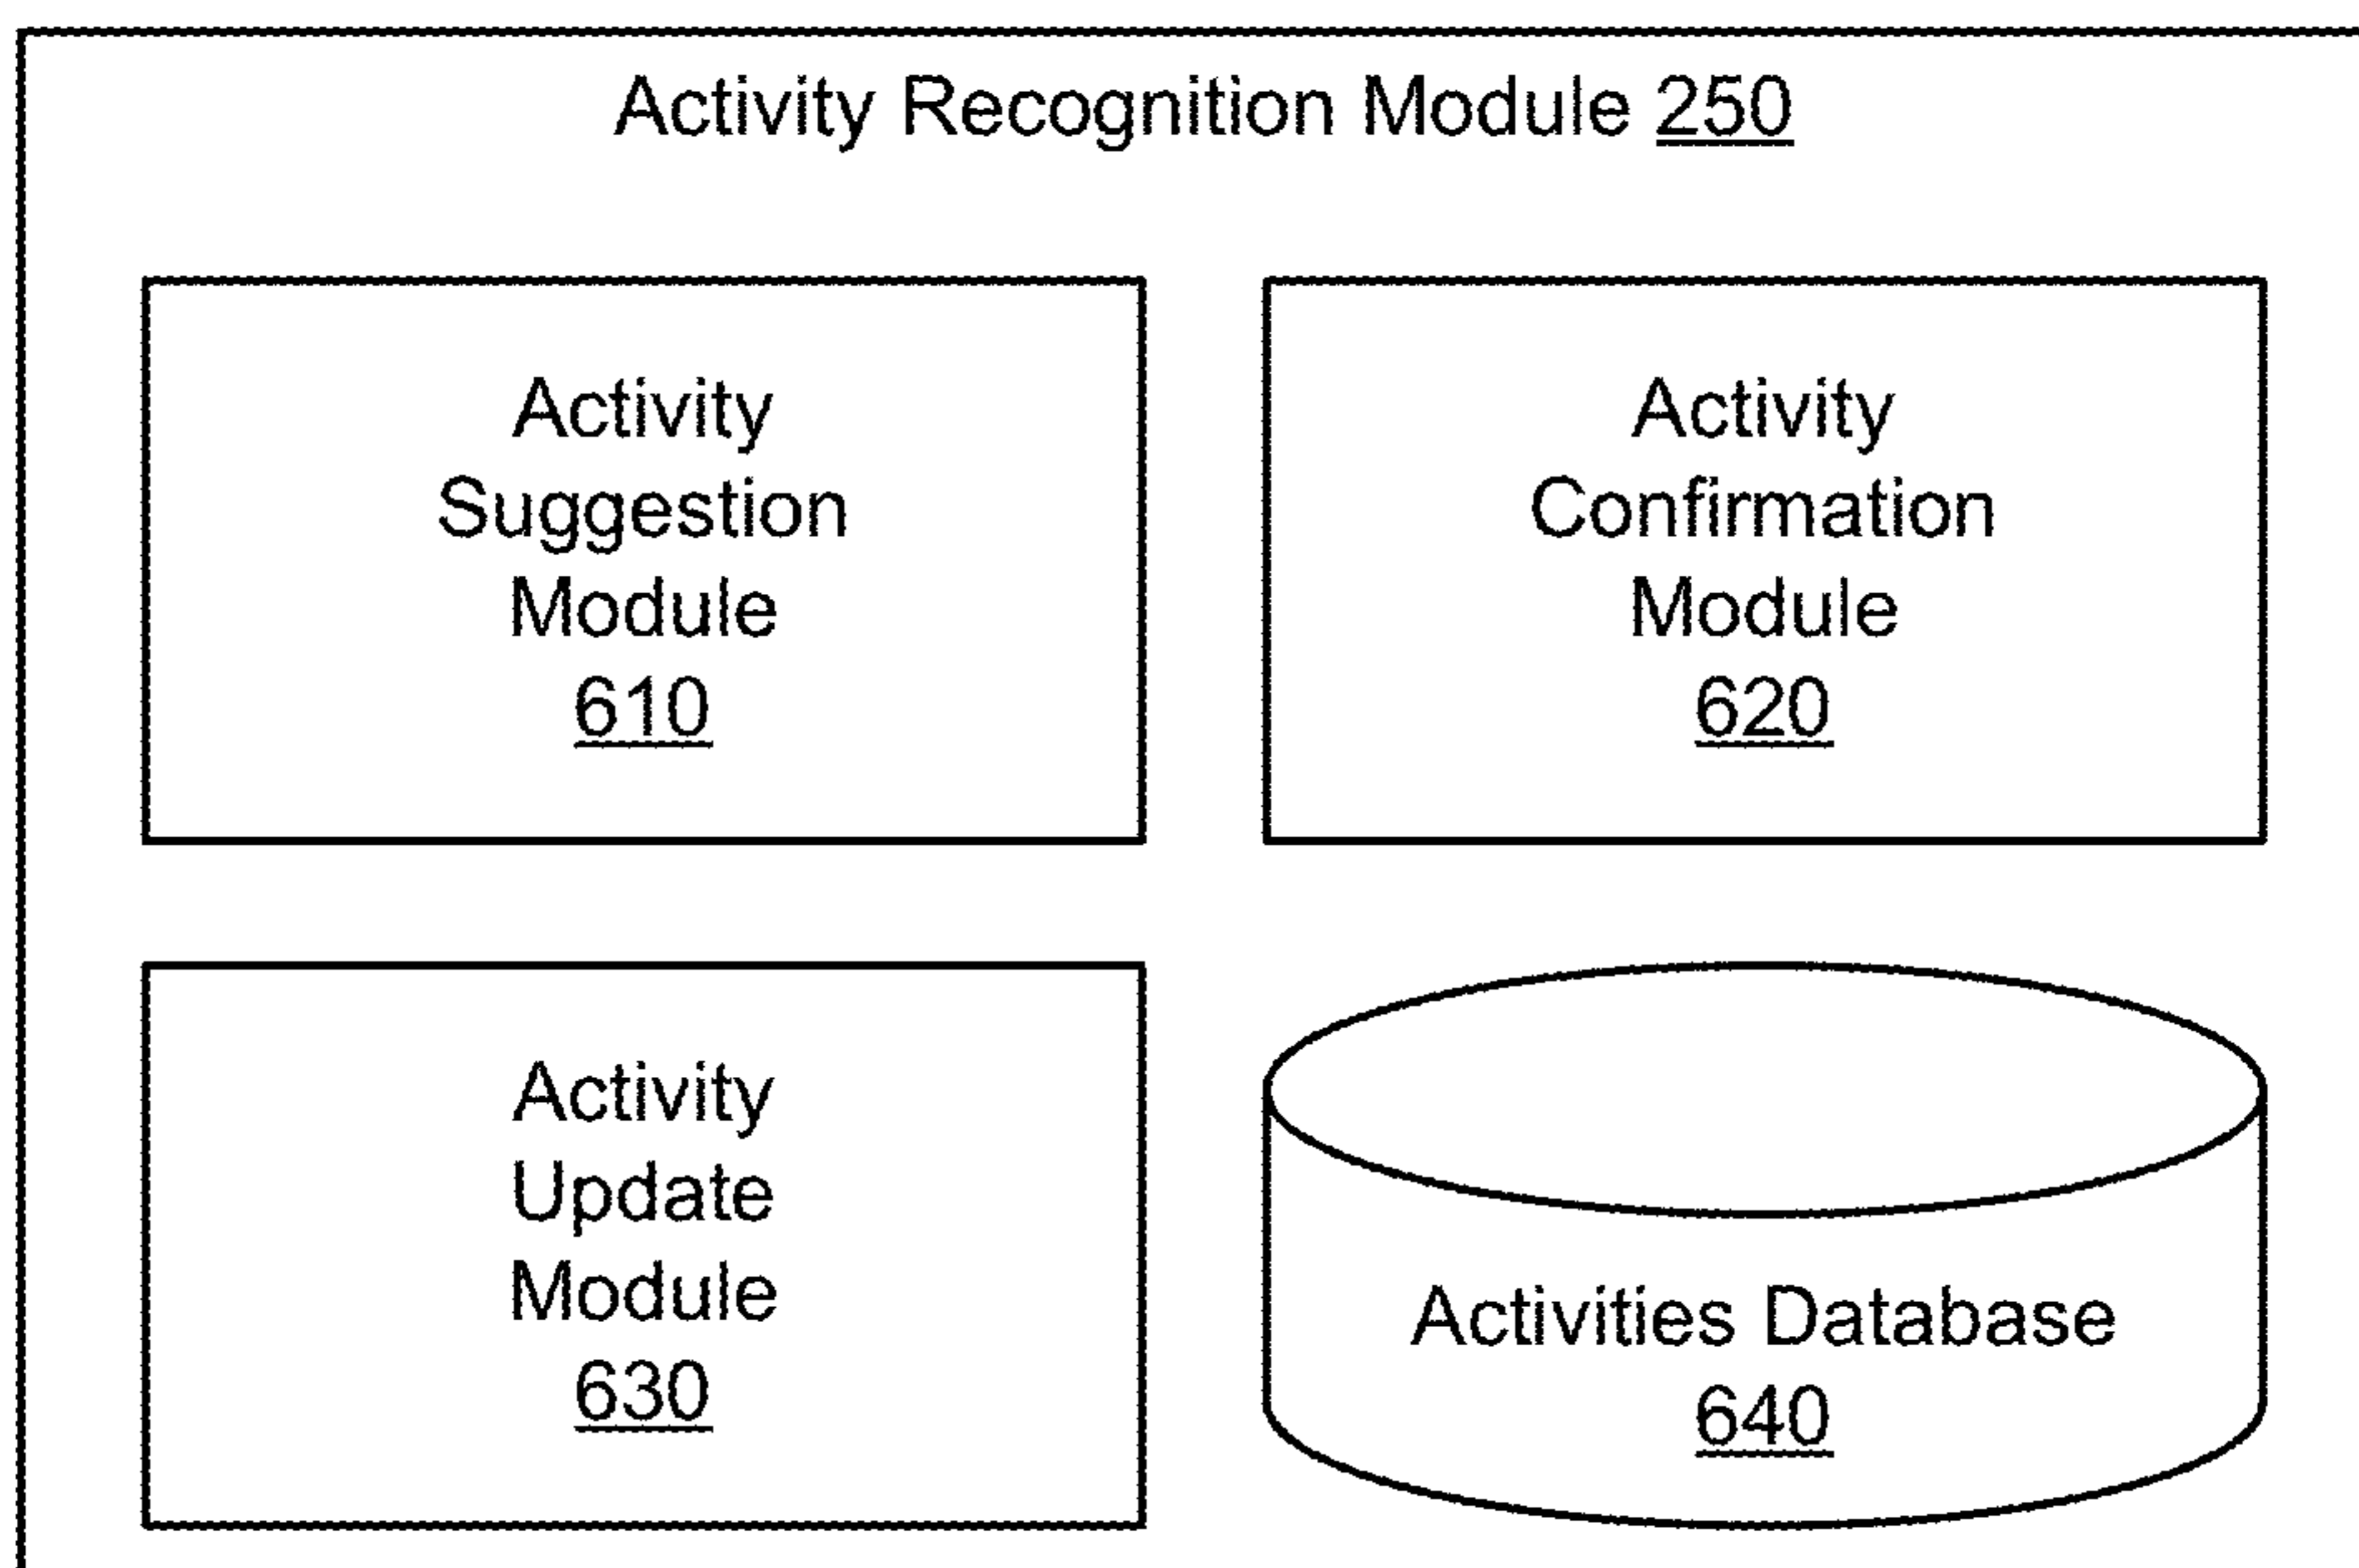 Activity Recognition Module 250
Activity
Suggestion
Module
610
Activity
Confirmation
Module
620
Activity
Update
Module
630
Activities Database
640